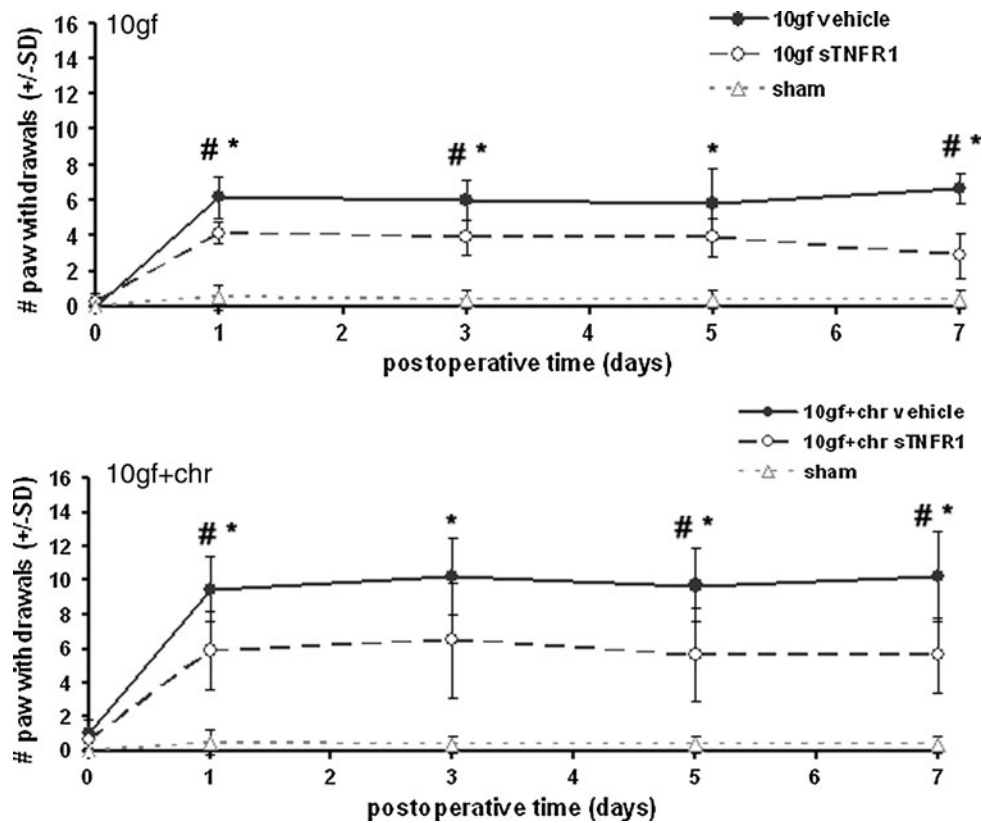 10gf
10gf vehicle
10gf sTNFR1
sham
# paw withdrawals (+/-SD)
16
14
12
10
8
6
4
2
0
# *
# *
*
# *
0 1 2 3 4 5 6 7
postoperative time (days)
10gf+chr vehicle
10gf+chr sTNFR1
sham
10gf+chr
# paw with drawals (+/-SD)
16
14
12
10
8
6
4
2
0
# *
*
# *
# *
0 1 2 3 4 5 6 7
postoperative time (days)